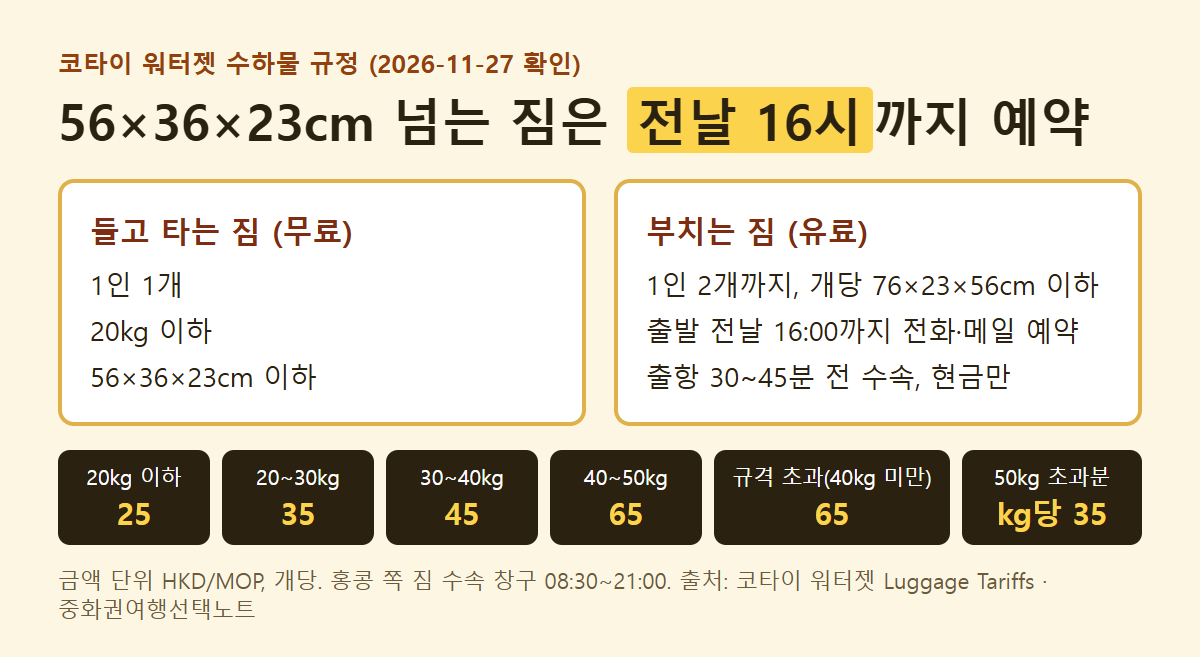 코타이 워터젯 수하물 규정 (2026-11-27 확인)
56×36×23cm 넘는 짐은 전날 16시까지 예약
들고 타는 짐 (무료)
1인 1개
20kg 이하
56×36×23cm 이하
부치는 짐 (유료)
1인 2개까지, 개당 76×23×56cm 이하
출발 전날 16:00까지 전화·메일 예약
출항 30~45분 전 수속, 현금만
20kg 이하
25
20~30kg
35
30~40kg
45
40~50kg
65
규격 초과(40kg 미만)
65
50kg 초과분
kg당 35
금액 단위 HKD/MOP, 개당. 홍콩 쪽 짐 수속 창구 08:30~21:00. 출처: 코타이 워터젯 Luggage Tariffs ·
중화권여행선택노트